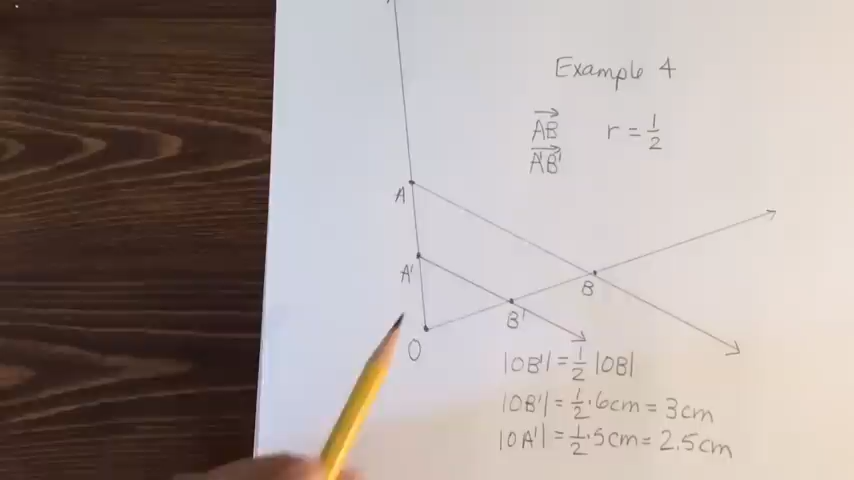 Example 4
AB r = 1/2
A'B'
A
A'
B
B'
O
|OB'| = 1/2 |OB|
|OB'| = 1/2 · 6cm = 3cm
|OA'| = 1/2 · 5cm = 2.5cm